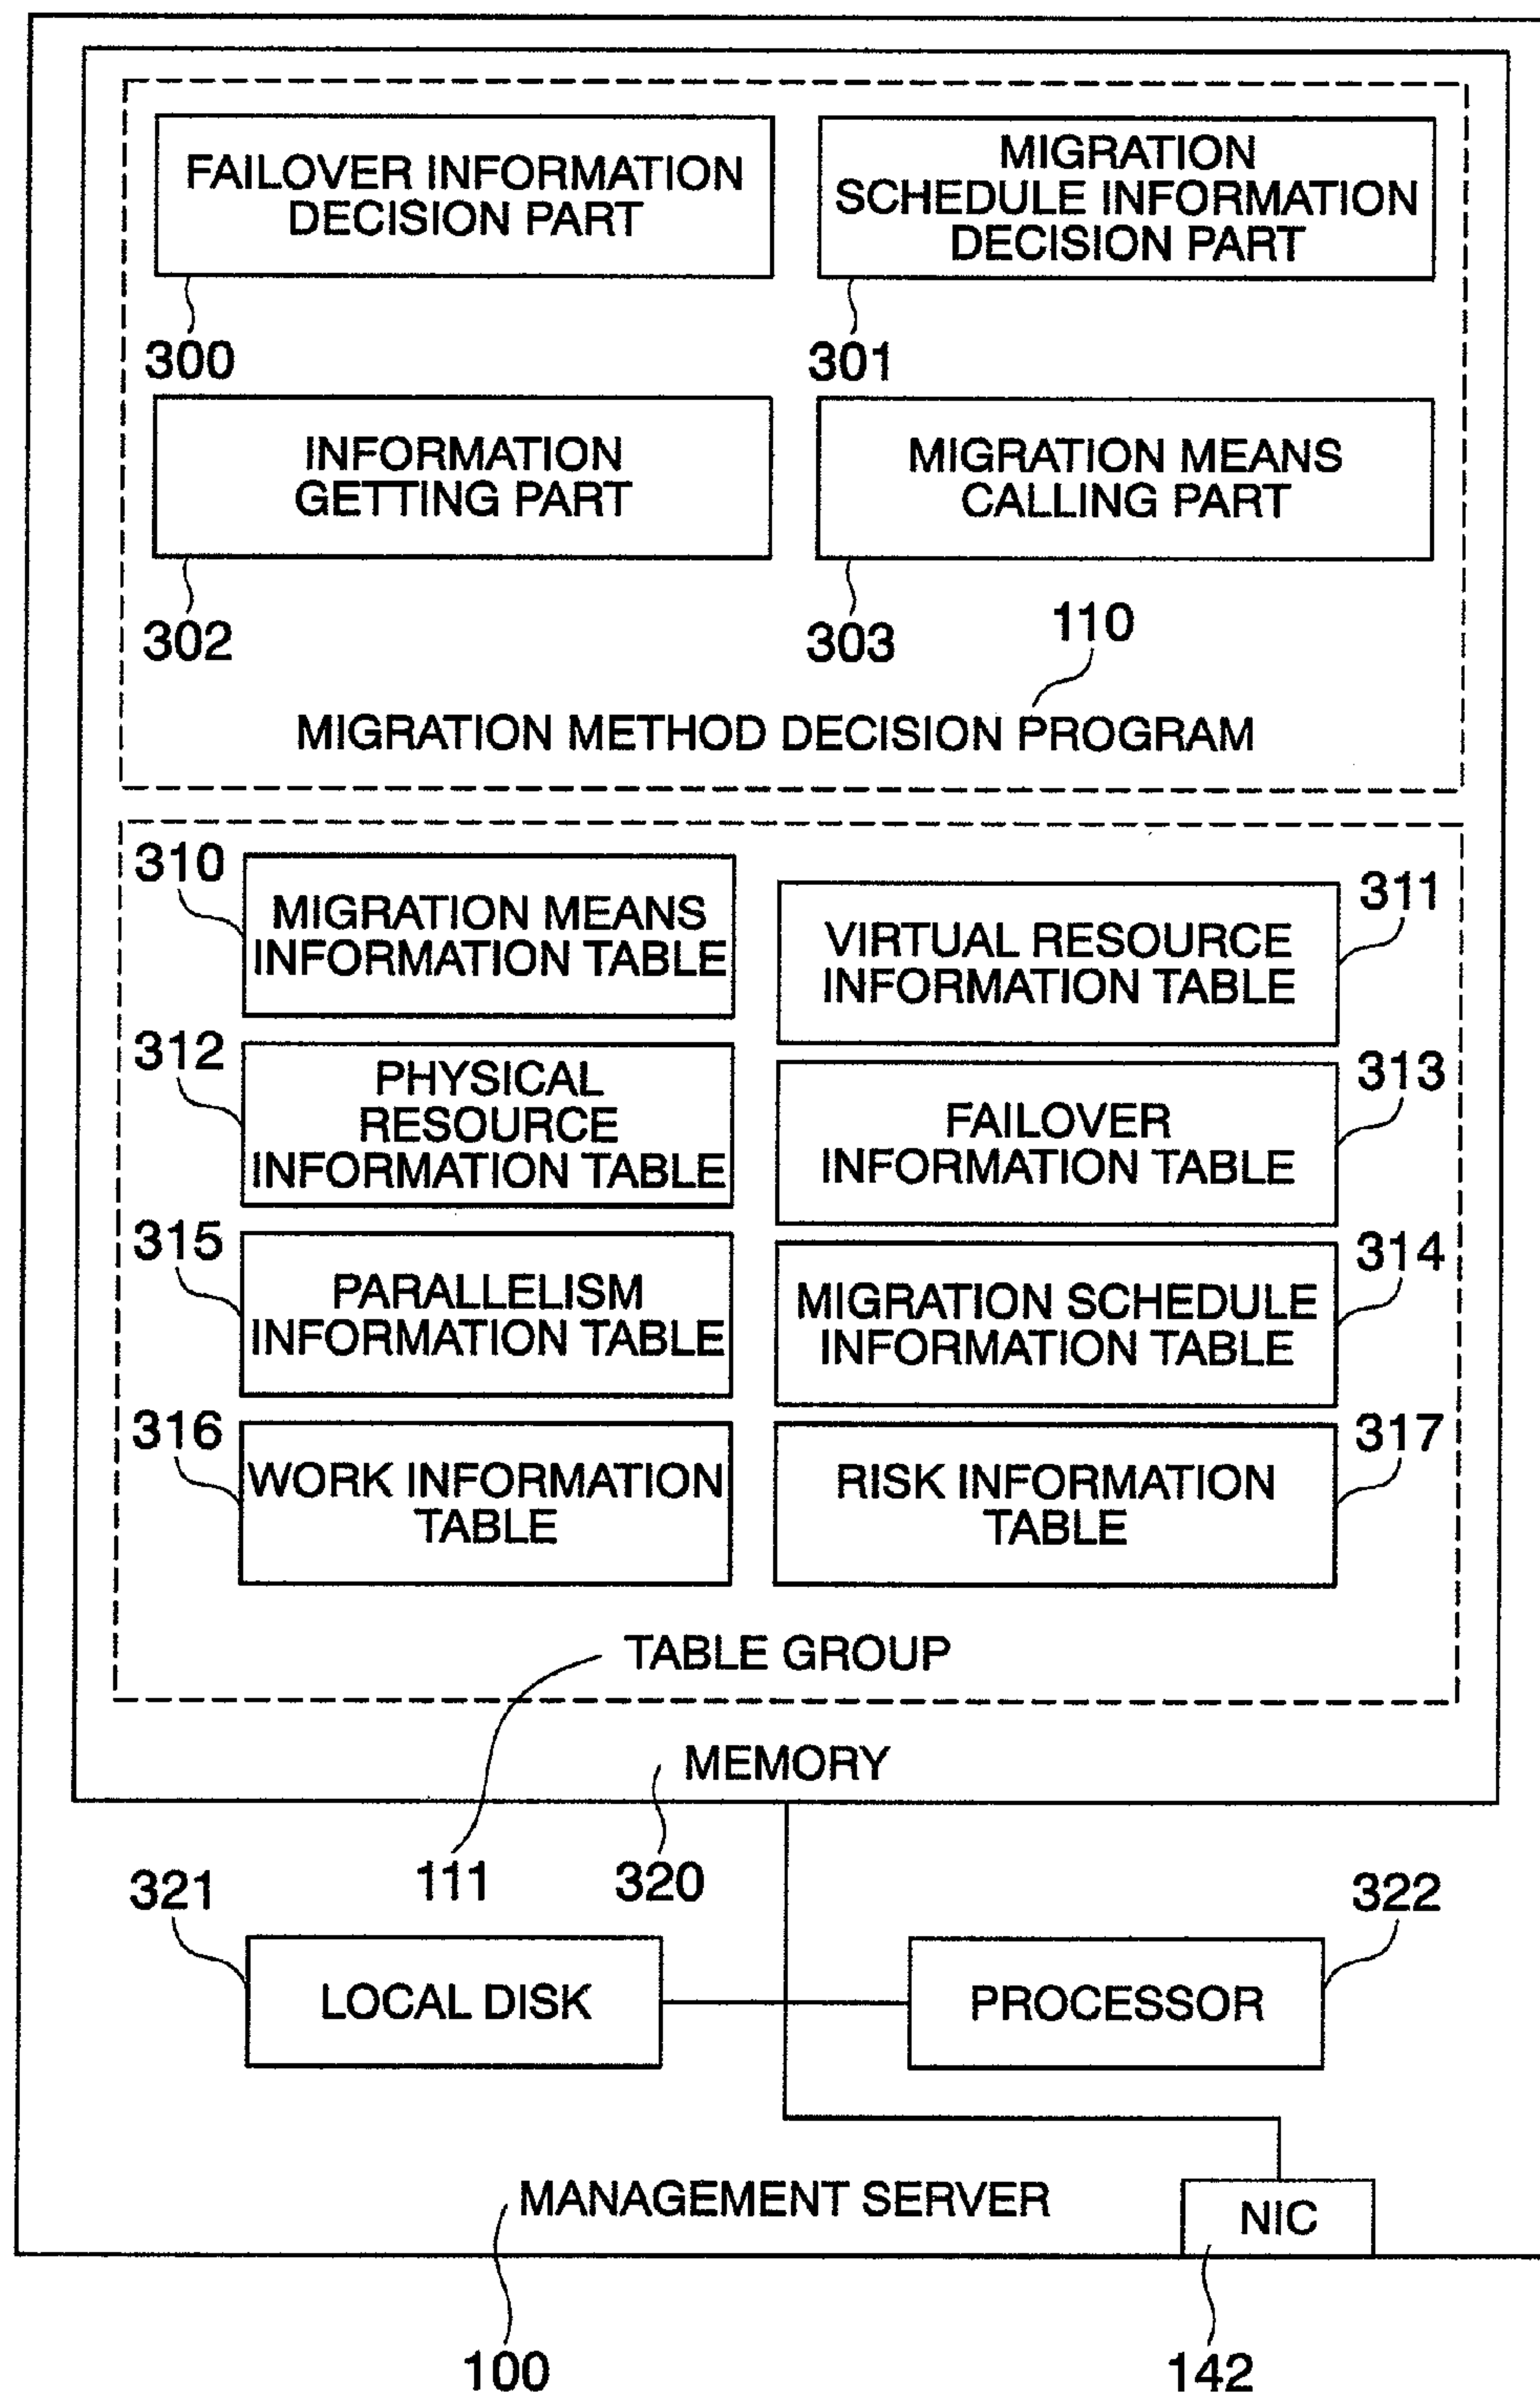 FAILOVER INFORMATION
DECISION PART
300
MIGRATION
SCHEDULE INFORMATION
DECISION PART
301
INFORMATION
GETTING PART
302
MIGRATION MEANS
CALLING PART
303
110
MIGRATION METHOD DECISION PROGRAM
310
MIGRATION MEANS
INFORMATION TABLE
311
VIRTUAL RESOURCE
INFORMATION TABLE
312
PHYSICAL
RESOURCE
INFORMATION TABLE
313
FAILOVER
INFORMATION TABLE
315
PARALLELISM
INFORMATION TABLE
314
MIGRATION SCHEDULE
INFORMATION TABLE
316
WORK INFORMATION
TABLE
317
RISK INFORMATION
TABLE
TABLE GROUP
MEMORY
111
320
321
LOCAL DISK
322
PROCESSOR
MANAGEMENT SERVER
NIC
100
142